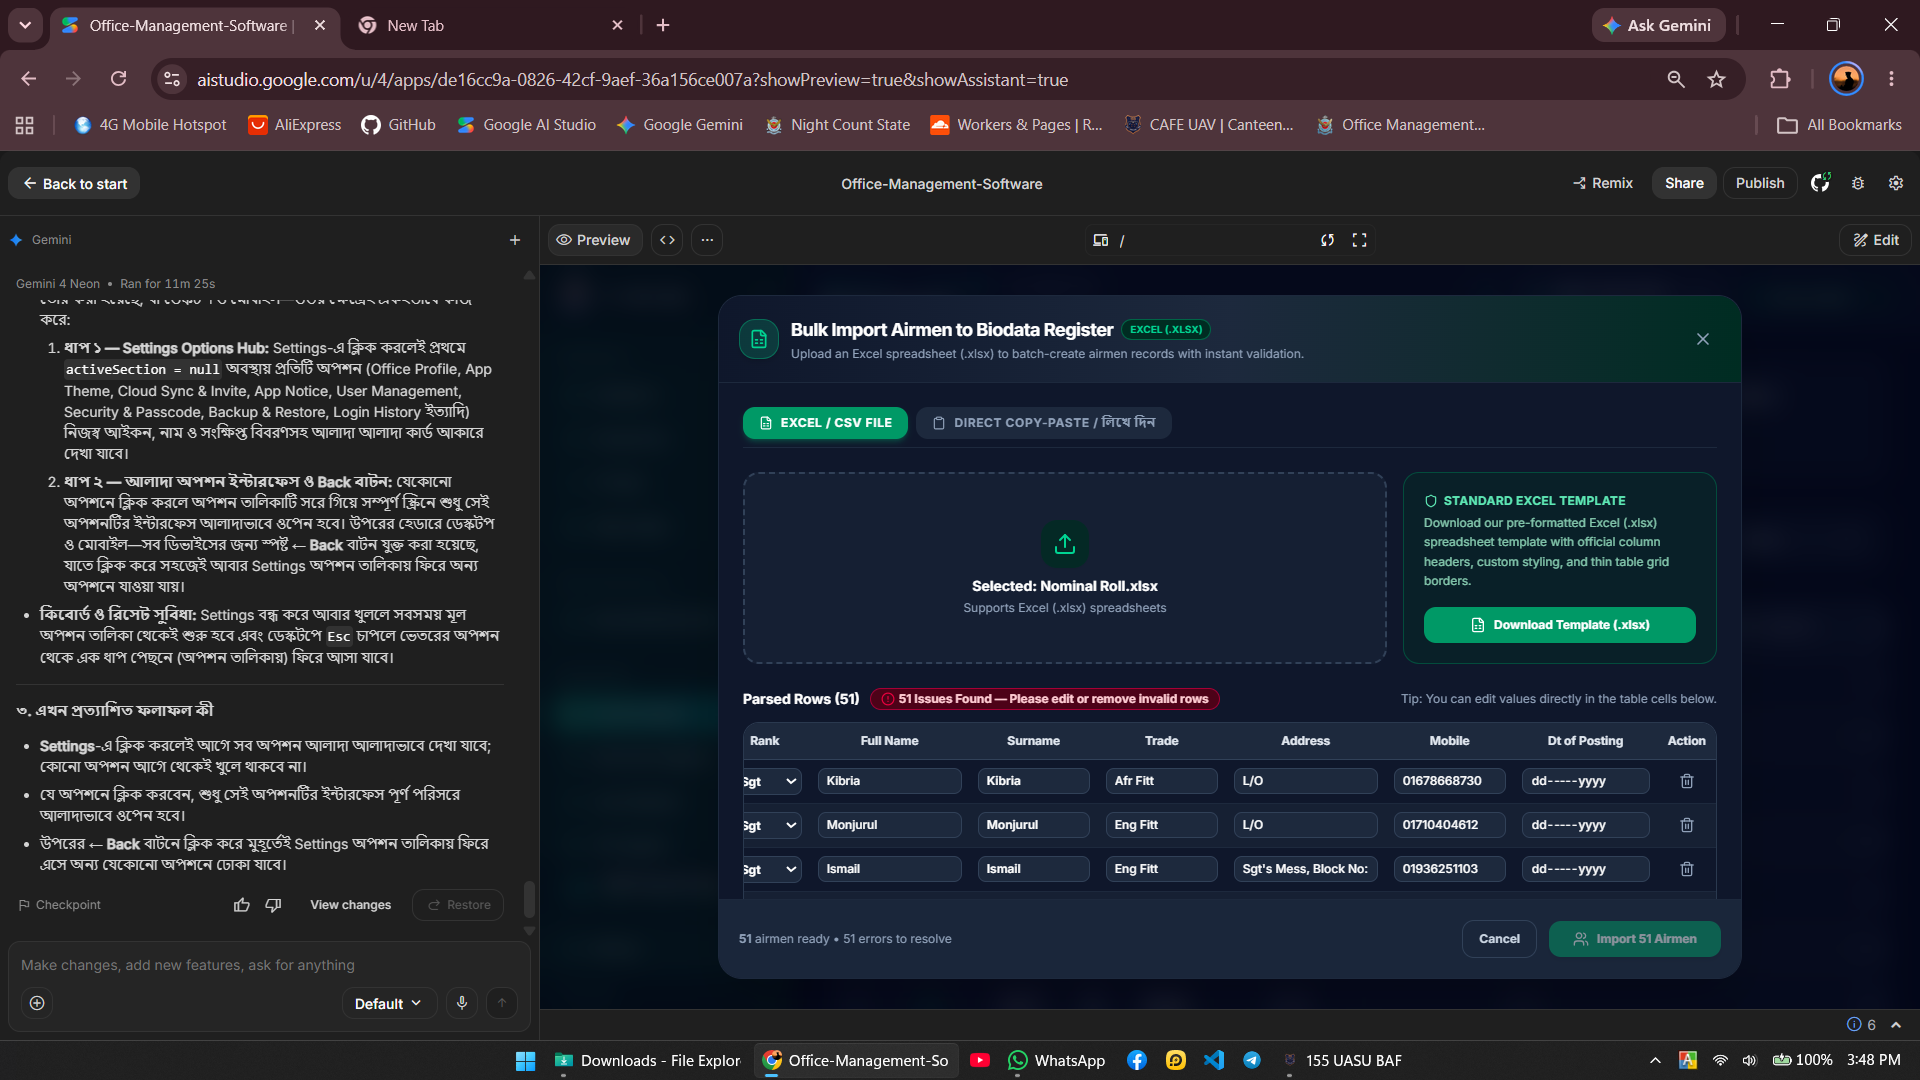 Office-Management-Software |
New Tab
Ask Gemini
aistudio.google.com/u/4/apps/de16cc9a-0826-42cf-9aef-36a156ce007a?showPreview=true&showAssistant=true
4G Mobile Hotspot
AliExpress
GitHub
Google AI Studio
Google Gemini
Night Count State
Workers & Pages | R...
CAFE UAV | Canteen...
Office Management...
All Bookmarks
Back to start
Office-Management-Software
Remix
Share
Publish
Gemini
Preview
/
Edit
Gemini 4 Neon • Ran for 11m 25s
করে:
1. ধাপ ১ — Settings Options Hub: Settings-এ ক্লিক করলেই প্রথমে
activeSection = null অবস্থায় প্রতিটি অপশন (Office Profile, App
Theme, Cloud Sync & Invite, App Notice, User Management,
Security & Passcode, Backup & Restore, Login History ইত্যাদি)
নিজস্ব আইকন, নাম ও সংক্ষিপ্ত বিবরণসহ আলাদা আলাদা কার্ড আকারে
দেখা যাবে।
2. ধাপ ২ — আলাদা অপশন ইন্টারফেস ও Back বাটন: যেকোনো
অপশনে ক্লিক করলে অপশন তালিকাটি সরে গিয়ে সম্পূর্ণ স্ক্রিনে শুধু সেই
অপশনটির ইন্টারফেস আলাদাভাবে ওপেন হবে। উপরের হেডারে ডেস্কটপ
ও মোবাইল—সব ডিভাইসের জন্য স্পষ্ট ← Back বাটন যুক্ত করা হয়েছে,
যাতে ক্লিক করে সহজেই আবার Settings অপশন তালিকায় ফিরে অন্য
অপশনে যাওয়া যায়।
• কিবোর্ড ও রিসেট সুবিধা: Settings বন্ধ করে আবার খুললে সবসময় মূল
অপশন তালিকা থেকেই শুরু হবে এবং ডেস্কটপে Esc চাপলে ভেতরের অপশন
থেকে এক ধাপ পেছনে (অপশন তালিকায়) ফিরে আসা যাবে।
৩. এখন প্রত্যাশিত ফলাফল কী
• Settings-এ ক্লিক করলেই আগে সব অপশন আলাদা আলাদাভাবে দেখা যাবে;
কোনো অপশন আগে থেকেই খুলে থাকবে না।
• যে অপশনে ক্লিক করবেন, শুধু সেই অপশনটির ইন্টারফেস পূর্ণ পরিসরে
আলাদাভাবে ওপেন হবে।
• উপরের ← Back বাটনে ক্লিক করে মুহূর্তেই Settings অপশন তালিকায় ফিরে
এসে অন্য যেকোনো অপশনে ঢোকা যাবে।
Checkpoint
View changes
Restore
Make changes, add new features, ask for anything
Default
Bulk Import Airmen to Biodata Register EXCEL (.XLSX)
Upload an Excel spreadsheet (.xlsx) to batch-create airmen records with instant validation.
EXCEL / CSV FILE
DIRECT COPY-PASTE / লিখে দিন
Selected: Nominal Roll.xlsx
Supports Excel (.xlsx) spreadsheets
STANDARD EXCEL TEMPLATE
Download our pre-formatted Excel (.xlsx)
spreadsheet template with official column
headers, custom styling, and thin table grid
borders.
Download Template (.xlsx)
Parsed Rows (51) 51 Issues Found — Please edit or remove invalid rows
Tip: You can edit values directly in the table cells below.
Rank Full Name Surname Trade Address Mobile Dt of Posting Action
Sgt Kibria Kibria Afr Fitt L/O 01678668730 dd-----yyyy
Sgt Monjurul Monjurul Eng Fitt L/O 01710404612 dd-----yyyy
Sgt Ismail Ismail Eng Fitt Sgt's Mess, Block No: 01936251103 dd-----yyyy
51 airmen ready • 51 errors to resolve
Cancel
Import 51 Airmen
6
Downloads - File Explor
Office-Management-So
WhatsApp
155 UASU BAF
100%
3:48 PM